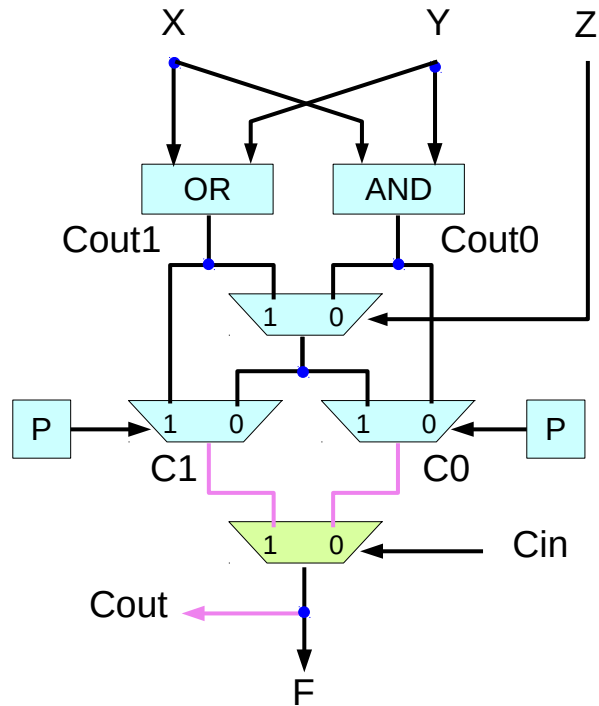 X Y Z
OR AND
Cout1 Cout0
1 0
P 1 0 1 0 P
C1 C0
1 0
Cin
Cout
F